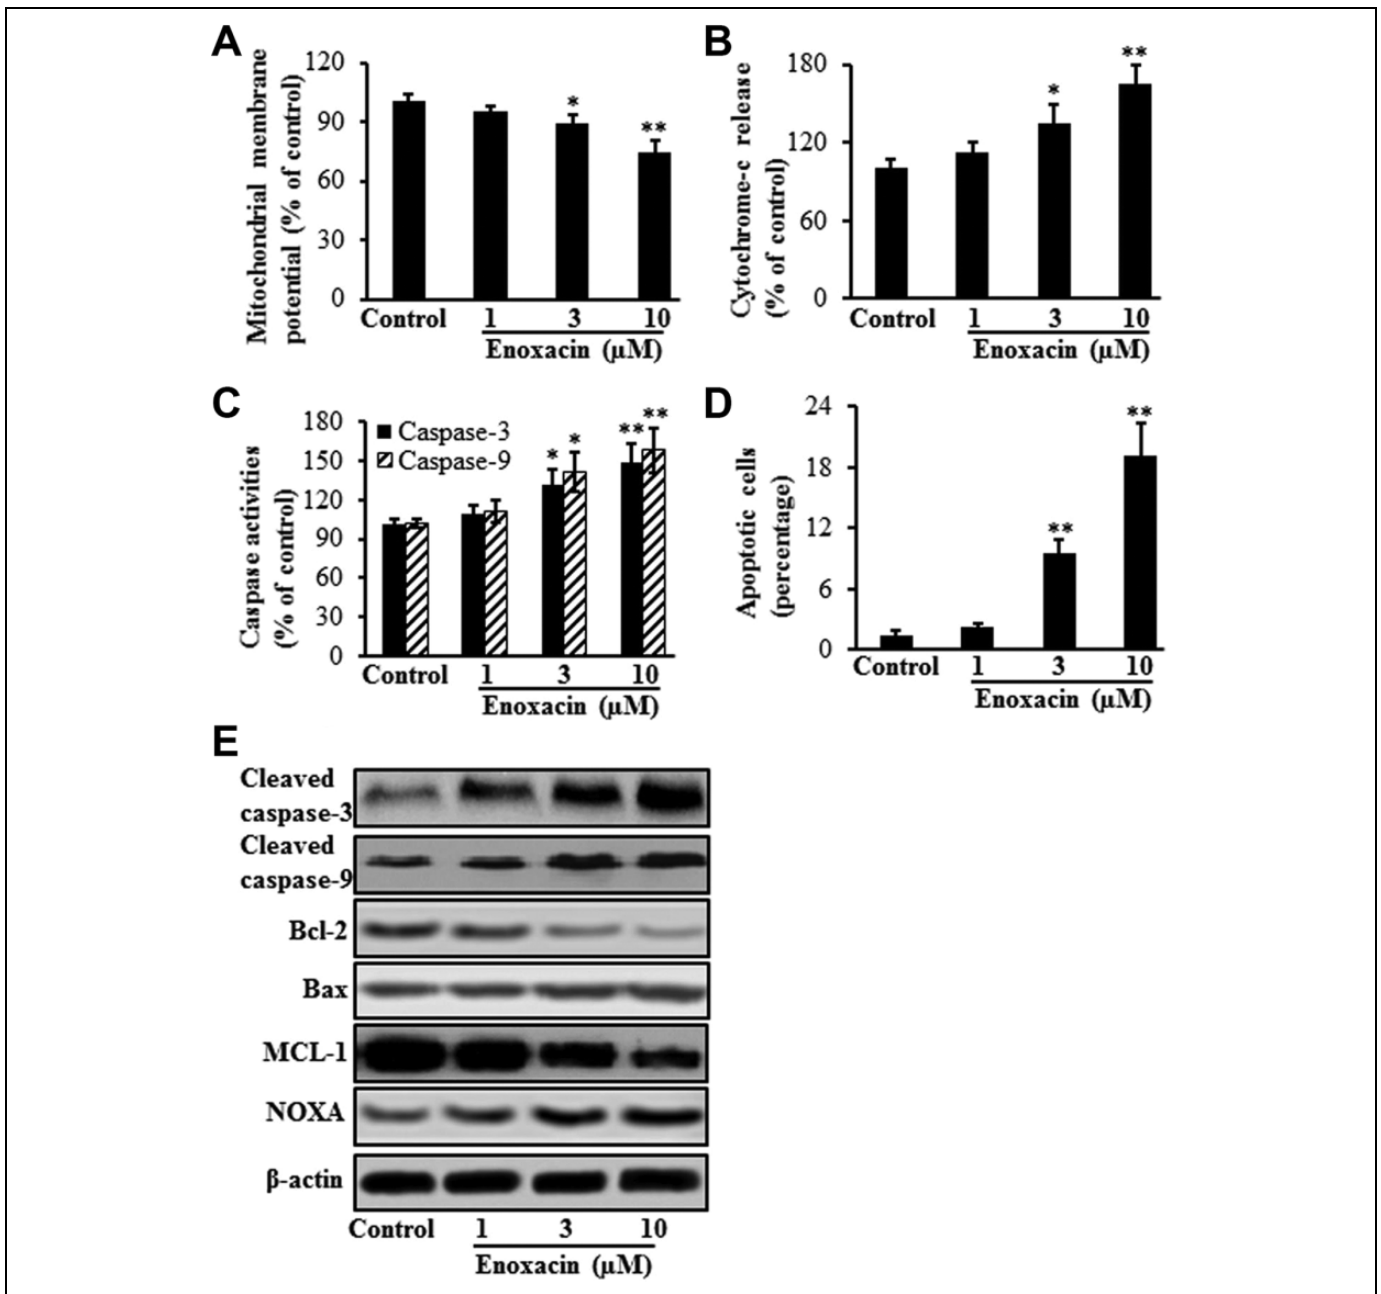 A
Mitochondrial membrane
potential (% of control)
120
90
60
30
0
*
**
Control 1 3 10
Enoxacin (μM)
B
Cytochrome-c release
(% of control)
180
120
60
0
*
**
Control 1 3 10
Enoxacin (μM)
C
Caspase activities
(% of control)
180
150
120
90
60
30
0
Caspase-3
Caspase-9
* *
** **
Control 1 3 10
Enoxacin (μM)
D
Apoptotic cells
(percentage)
24
18
12
6
0
**
**
Control 1 3 10
Enoxacin (μM)
E
Cleaved
caspase-3
Cleaved
caspase-9
Bcl-2
Bax
MCL-1
NOXA
β-actin
Control 1 3 10
Enoxacin (μM)